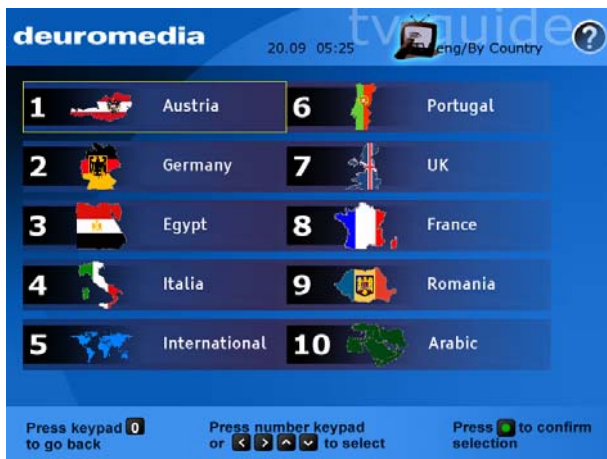 deuromedia
tv guide
20.09 05:25
eng/By Country
?
1 Austria
2 Germany
3 Egypt
4 Italia
5 International
6 Portugal
7 UK
8 France
9 Romania
10 Arabic
Press keypad 0
to go back
Press number keypad
or < > ^ v to select
Press to confirm
selection